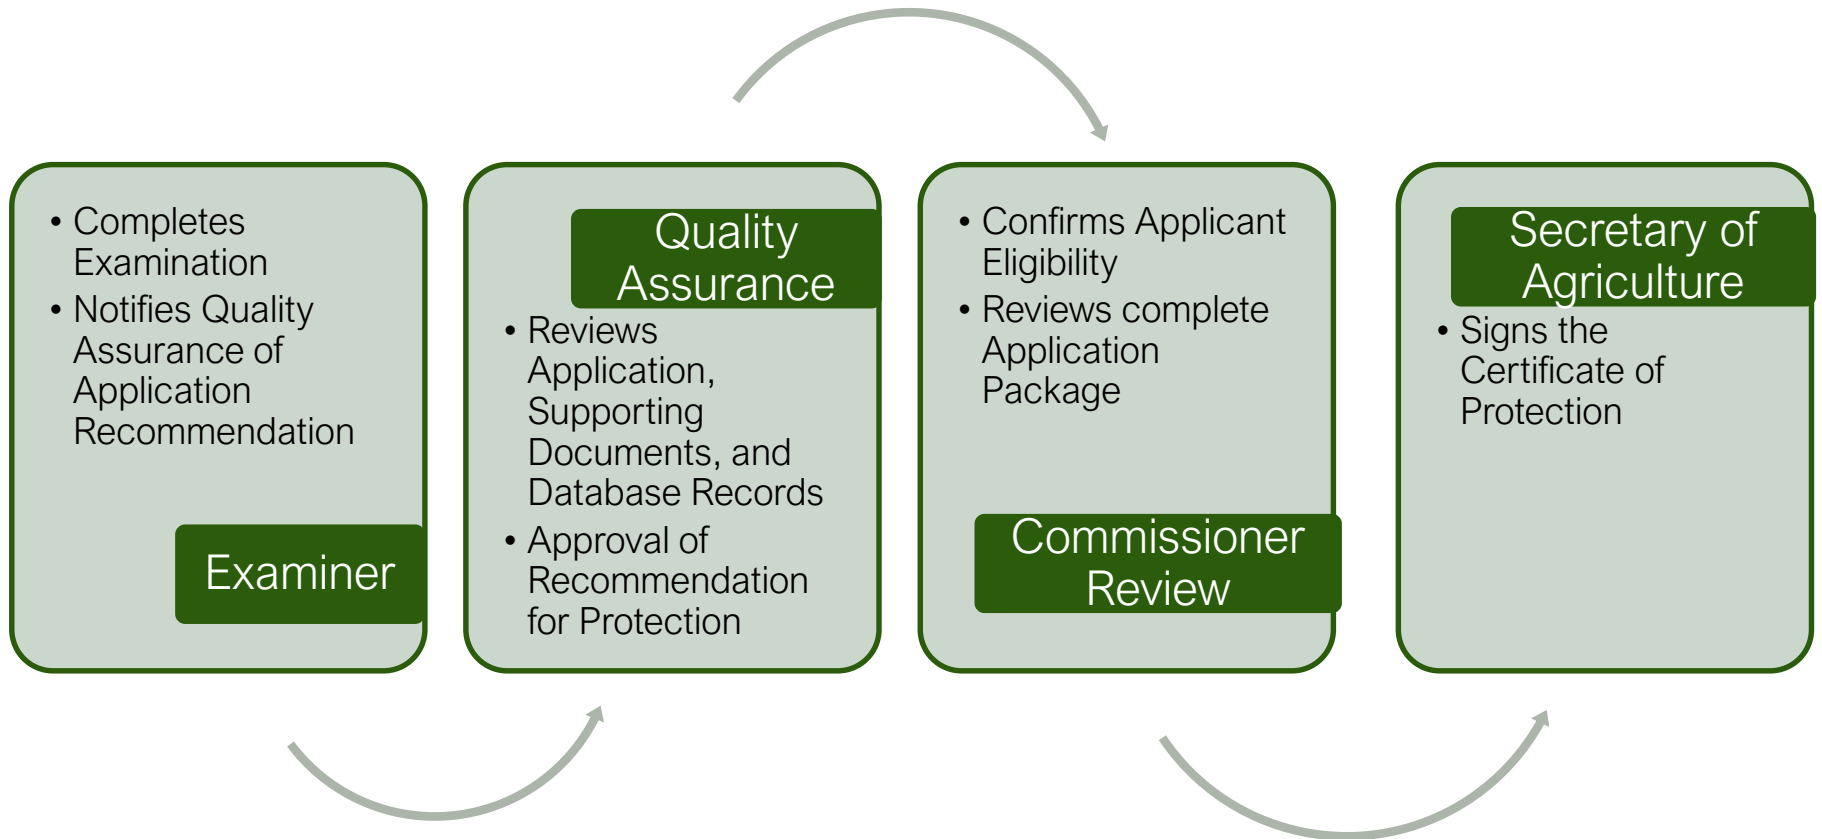 • Completes
Examination
• Notifies Quality
Assurance of
Application
Recommendation
Examiner
Quality
Assurance
• Reviews
Application,
Supporting
Documents, and
Database Records
• Approval of
Recommendation
for Protection
• Confirms Applicant
Eligibility
• Reviews complete
Application
Package
Commissioner
Review
Secretary of
Agriculture
• Signs the
Certificate of
Protection